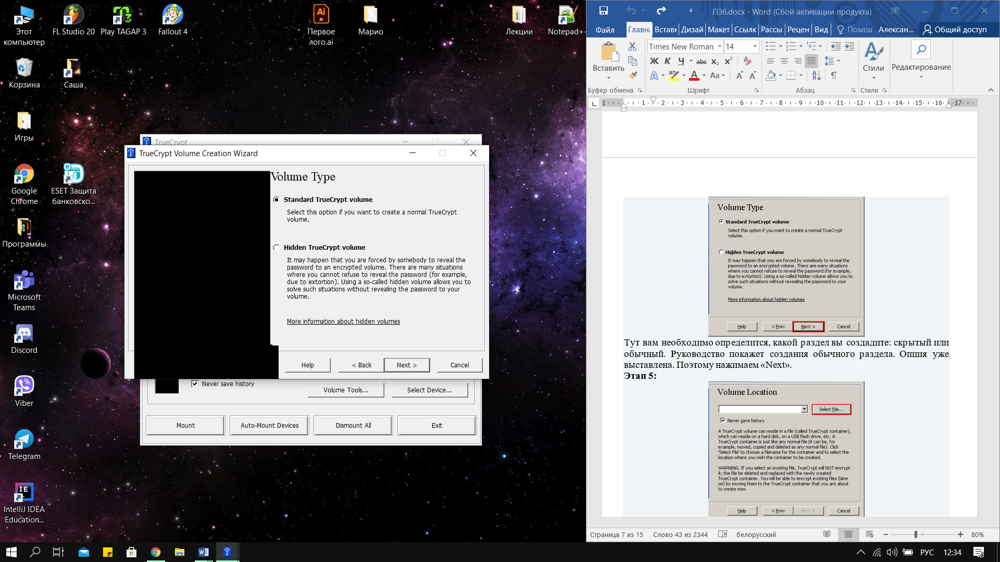 Этот
компьютер
FL Studio 20
Play TAGAP 3
Fallout 4
Первое
лого.ai
Марио
Лекции
Notepad+
Корзина
Саша
Игры
Google
Chrome
ESET Защита
банковско...
Программы
Microsoft
Teams
Discord
Viber
Telegram
IntelliJ IDEA
Education...
TrueCrypt
TrueCrypt Volume Creation Wizard
Volume Type
Standard TrueCrypt volume
Select this option if you want to create a normal TrueCrypt
volume.
Hidden TrueCrypt volume
It may happen that you are forced by somebody to reveal the
password to an encrypted volume. There are many situations
where you cannot refuse to reveal the password (for example,
due to extortion). Using a so-called hidden volume allows you to
solve such situations without revealing the password to your
volume.
More information about hidden volumes
Help
< Back
Next >
Cancel
Never save history
Volume Tools...
Select Device...
Mount
Auto-Mount Devices
Dismount All
Exit
П36.docx - Word (Сбой активации продукта)
Файл
Главн
Вставк
Дизай
Макет
Ссылк
Рассы.
Рецен
Вид
Помощ
Алексан...
Общий доступ
Вставить
Times New Roman
14
Ж К Ч abc x₂ x²
Aa
Стили
Редактирование
Буфер обмена
Шрифт
Абзац
Стили
1 1 2 3 4 5 6 7 8 9 10 11 12 13 14 15 16 17
Volume Type
Standard TrueCrypt volume
Select this option if you want to create a normal TrueCrypt
volume.
Hidden TrueCrypt volume
It may happen that you are forced by somebody to reveal the
password to an encrypted volume. There are many situations
where you cannot refuse to reveal the password (for example,
due to extortion). Using a so-called hidden volume allows you to
solve such situations without revealing the password to your
volume.
More information about hidden volumes
Help
< Prev
Next >
Cancel
Тут вам необходимо определится, какой раздел вы создадите: скрытый или
обычный. Руководство покажет создания обычного раздела. Опция уже
выставлена. Поэтому нажимаем «Next».
Этап 5:
Volume Location
Select File...
Never save history
A TrueCrypt volume can reside in a file (called TrueCrypt container),
which can reside on a hard disk, on a USB flash drive, etc. A
TrueCrypt container is just like any normal file (it can be, for
example, moved, copied and deleted as any normal file). Click
'Select File' to choose a filename for the container and to select the
location where you wish the container to be created.
WARNING: If you select an existing file, TrueCrypt will NOT encrypt
it; the file be deleted and replaced with the newly created
TrueCrypt container. You will be able to encrypt existing files (later
on) by moving them to the TrueCrypt container that you are about
to create now.
Help
< Prev
Next >
Cancel
Страница 7 из 15
Слово 43 из 2344
белорусский
80%
РУС
12:34